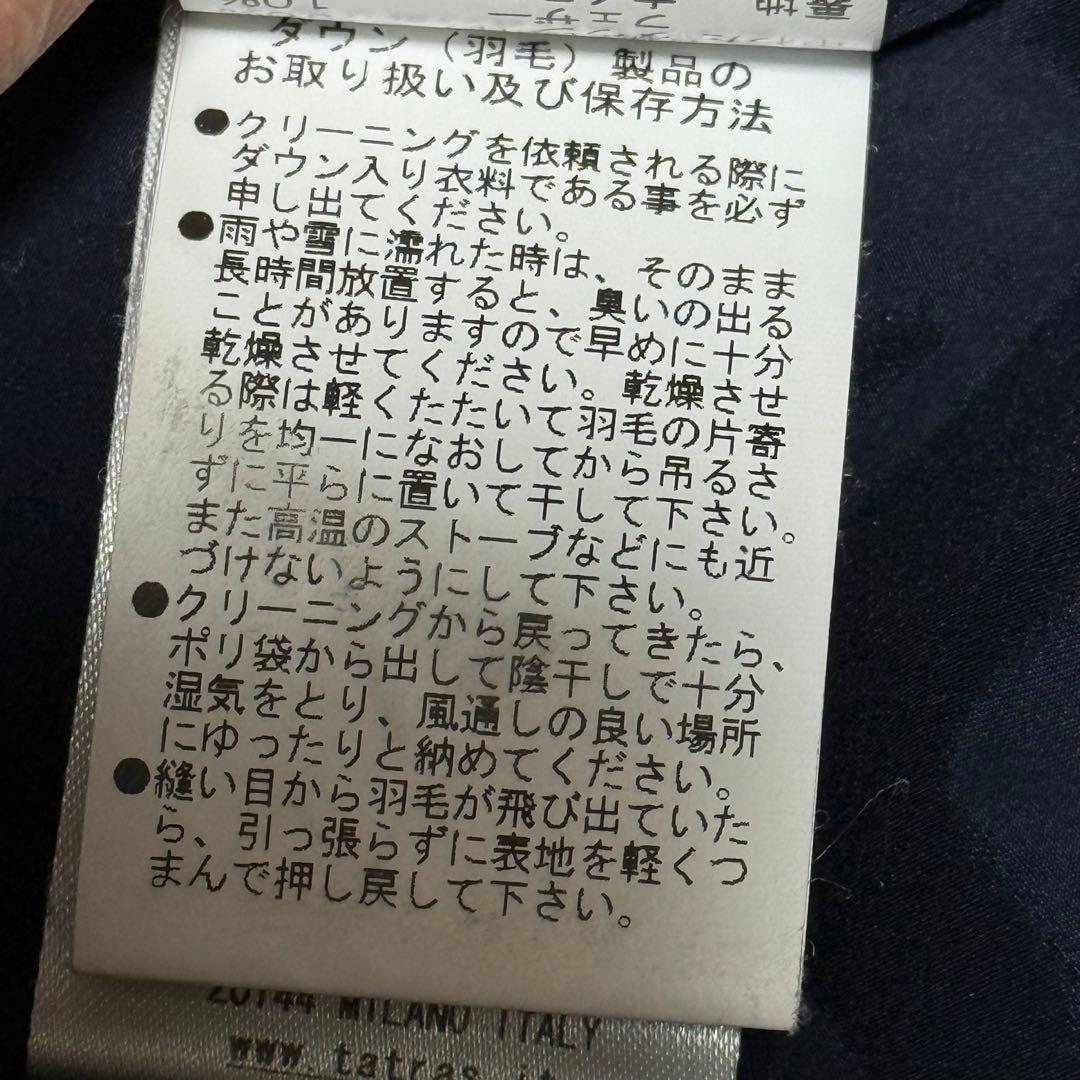 10%
フェザー
裏地
ダウン（羽毛）製品の
お取り扱い及び保存方法
●クリーニングを依頼される際に
ダウン入り衣料である事を必ず
申し出てください。
●雨や雪に濡れた時は、そのまま
長時間放置すると、臭いの出る
ことがありますので早めに十分
乾燥させてください。乾燥させ
る際は軽くたたいて羽毛の片寄
りを均一になおしてから吊るさ
ずに平らに置いて干して下さい。
また高温のストーブなどにも近
づけないようにして下さい。
●クリーニングから戻ってきたら、
ポリ袋から出して陰干しで十分
湿気をとり、風通しの良い場所
にゆったりと納めてください。
●縫い目から羽毛が飛び出ていた
ら、引っ張らずに表地を軽くつ
まんで押し戻して下さい。
20144 MILANO ITALY
www.tatras.it